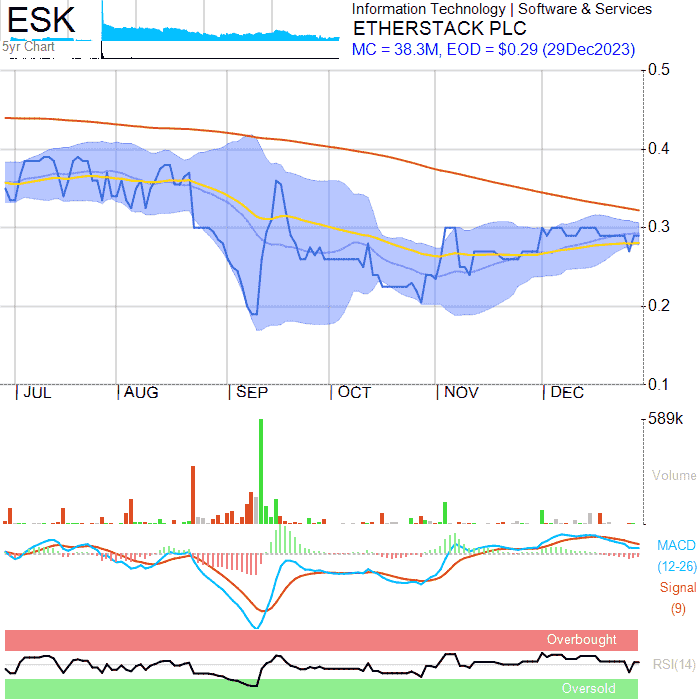 ESK
5yr Chart
Information Technology | Software & Services
ETHERSTACK PLC
MC = 38.3M, EOD = $0.29 (29Dec2023)
0.5
0.4
0.3
0.2
0.1
JUL AUG SEP OCT NOV DEC
589k
Volume
MACD
(12-26)
Signal
(9)
Overbought
RSI(14)
Oversold